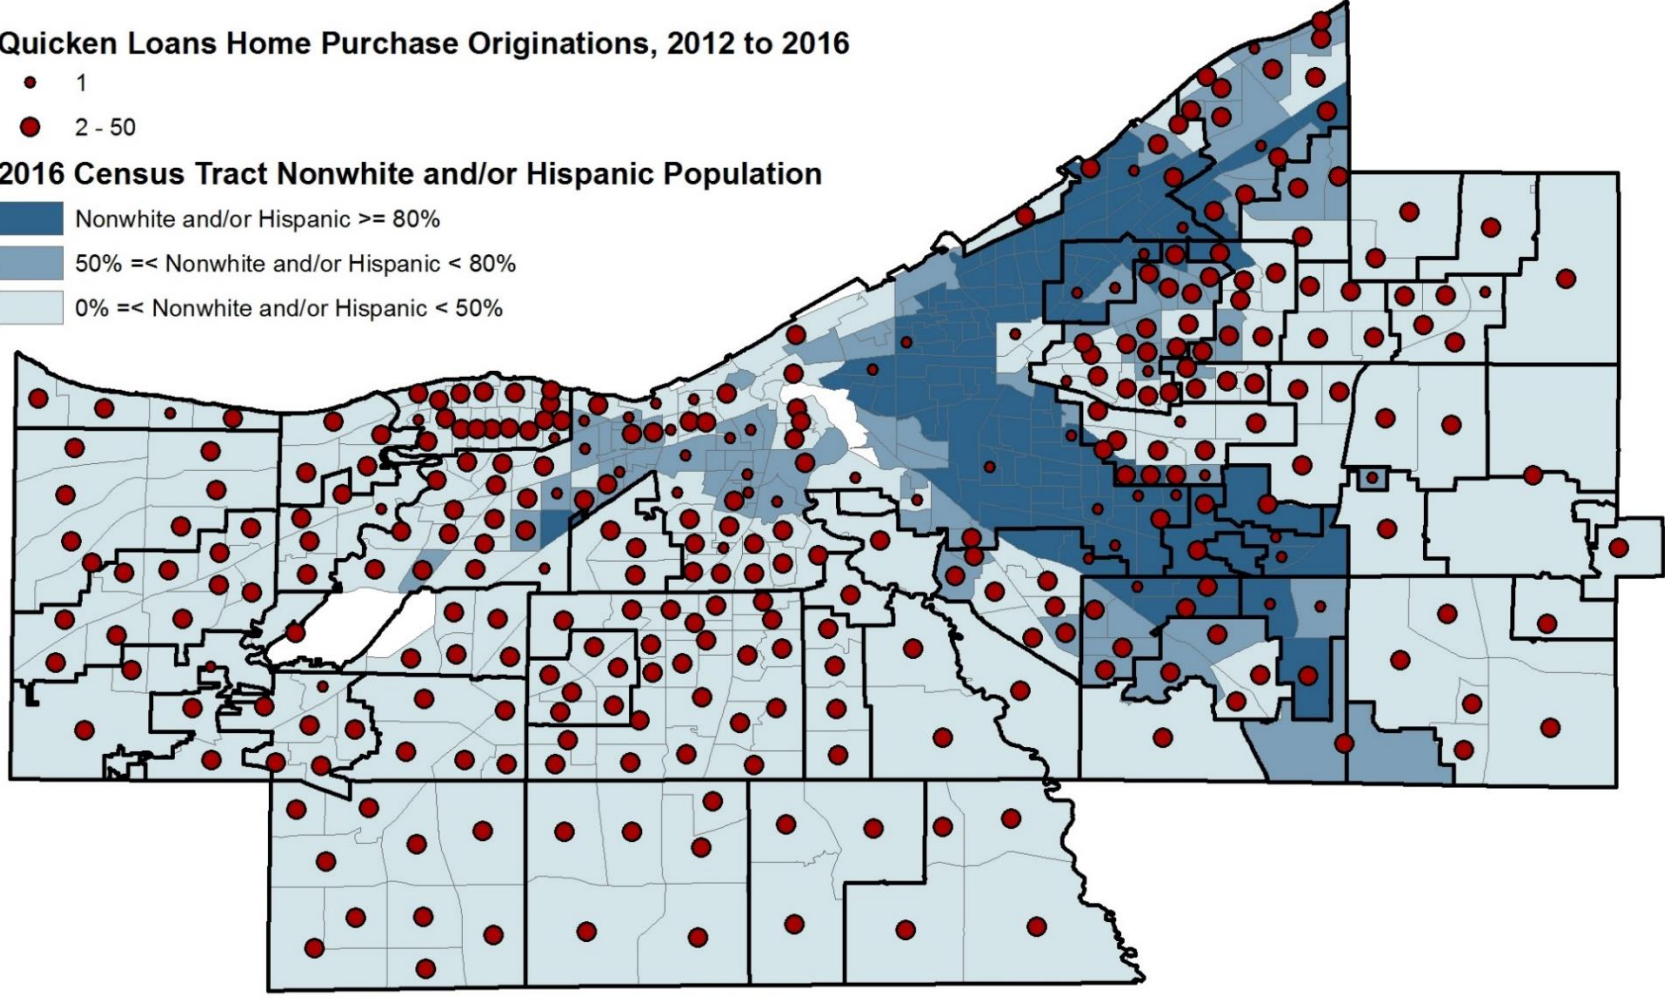 Quicken Loans Home Purchase Originations, 2012 to 2016
1
2 - 50
2016 Census Tract Nonwhite and/or Hispanic Population
Nonwhite and/or Hispanic >= 80%
50% =< Nonwhite and/or Hispanic < 80%
0% =< Nonwhite and/or Hispanic < 50%